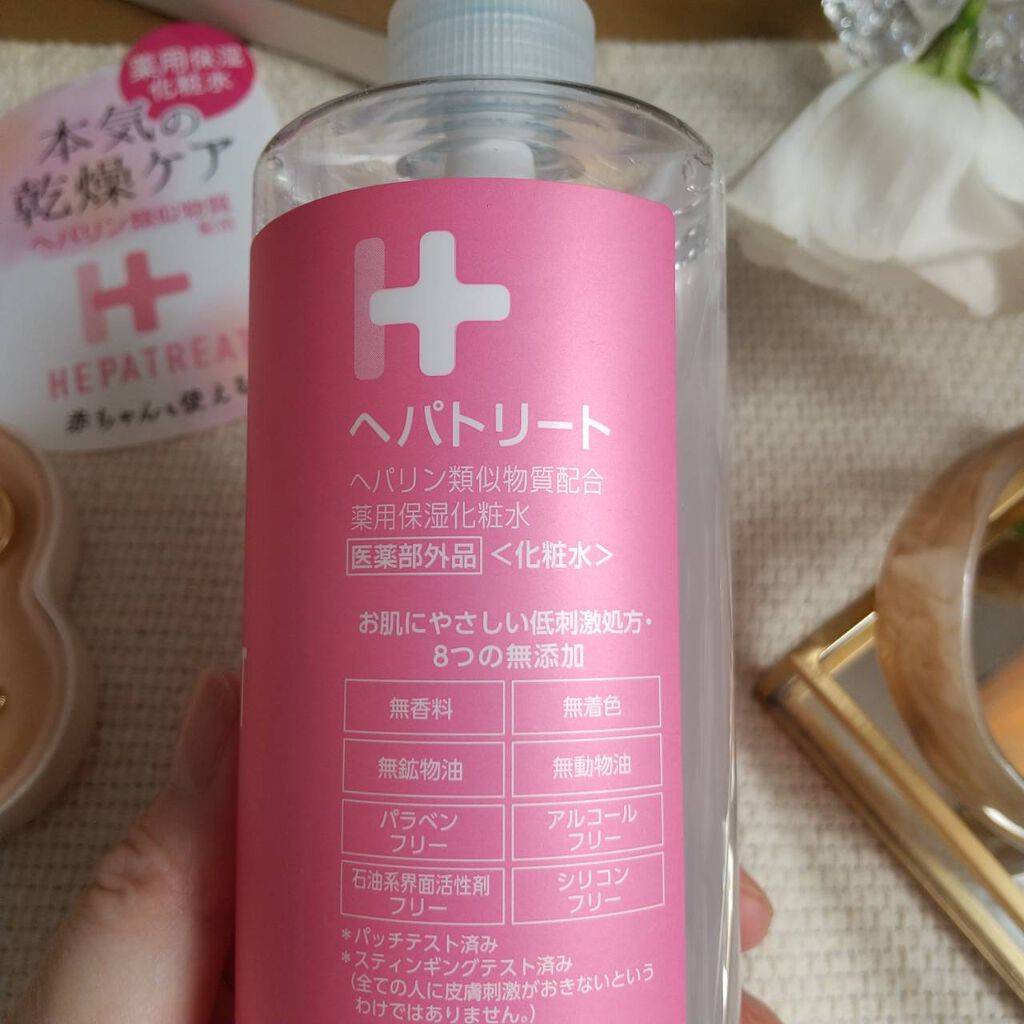 薬用保湿
化粧水
本気の
乾燥ケア
ヘパリン類似物質
配合
H
HEPATREAT
赤ちゃんも使える
H
ヘパトリート
ヘパリン類似物質配合
薬用保湿化粧水
医薬部外品 <化粧水>
お肌にやさしい低刺激処方・
8つの無添加
無香料 無着色
無鉱物油 無動物油
パラベン
フリー
アルコール
フリー
石油系界面活性剤
フリー
シリコン
フリー
*パッチテスト済み
*スティンギングテスト済み
(全ての人に皮膚刺激がおきないという
わけではありません。)